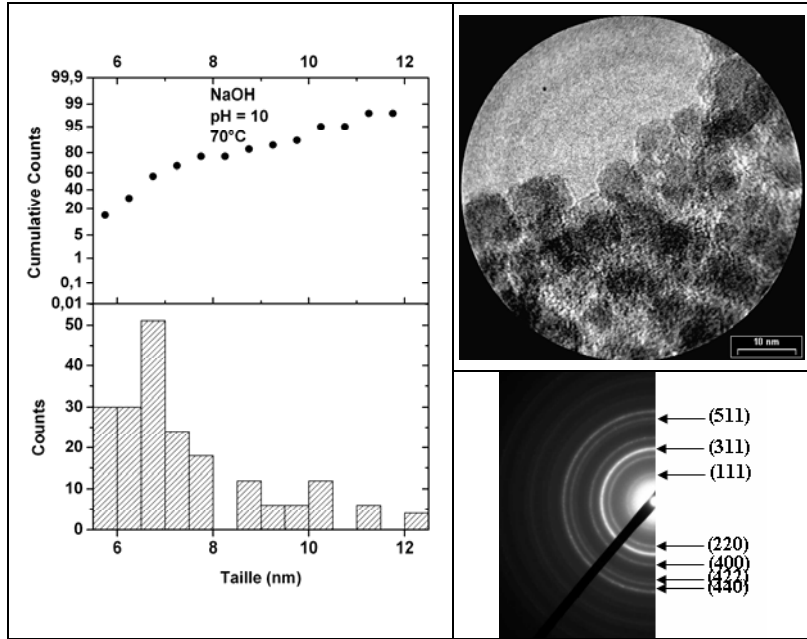 6 8 10 12
99,9
99
95
80
60
40
20
5
1
0,1
0,01
Cumulative Counts
NaOH
pH = 10
70°C
50
40
30
20
10
0
Counts
6 8 10 12
Taille (nm)
10 nm
(511)
(311)
(111)
(220)
(400)
(422)
(440)